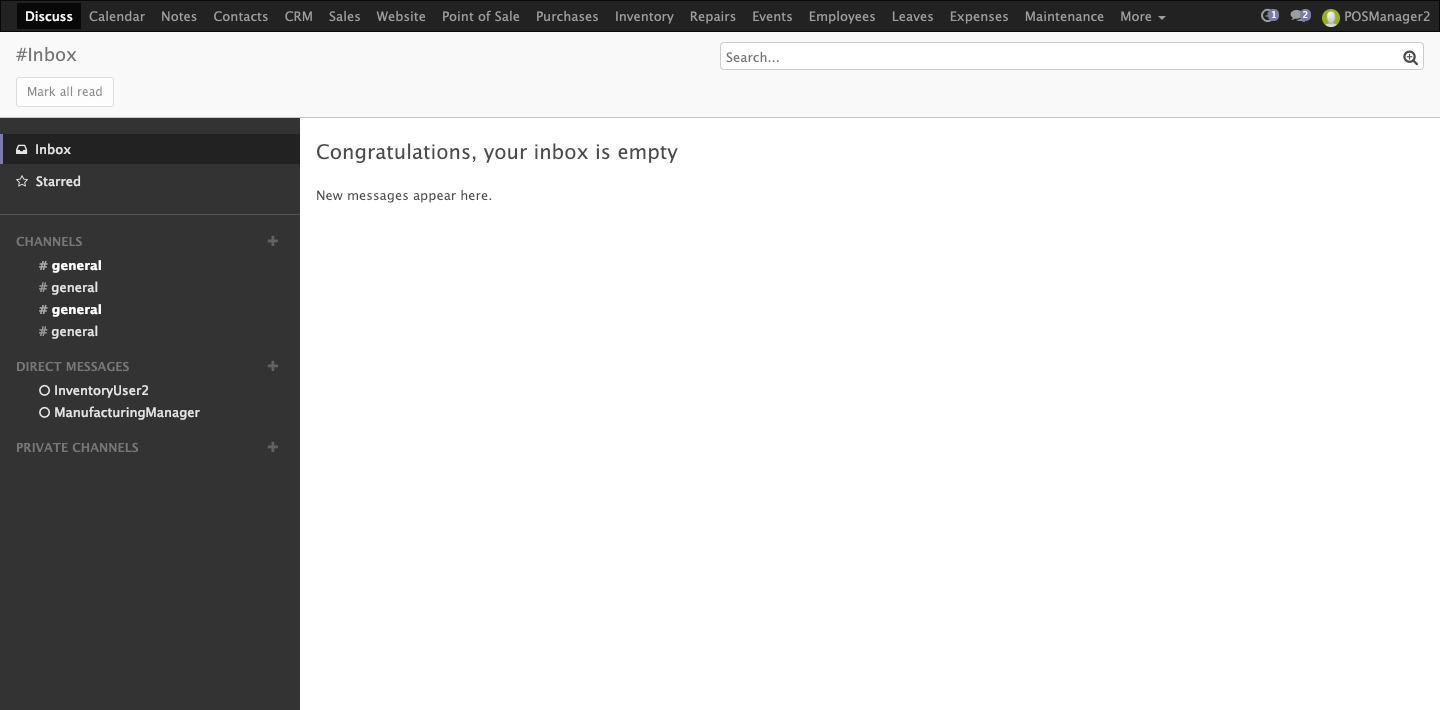 Discuss Calendar Notes Contacts CRM Sales Website Point of Sale Purchases Inventory Repairs Events Employees Leaves Expenses Maintenance More 1 2 POSManager2
#Inbox
Search...
Mark all read
Inbox
Starred
CHANNELS
# general
# general
# general
# general
DIRECT MESSAGES
InventoryUser2
ManufacturingManager
PRIVATE CHANNELS
Congratulations, your inbox is empty
New messages appear here.